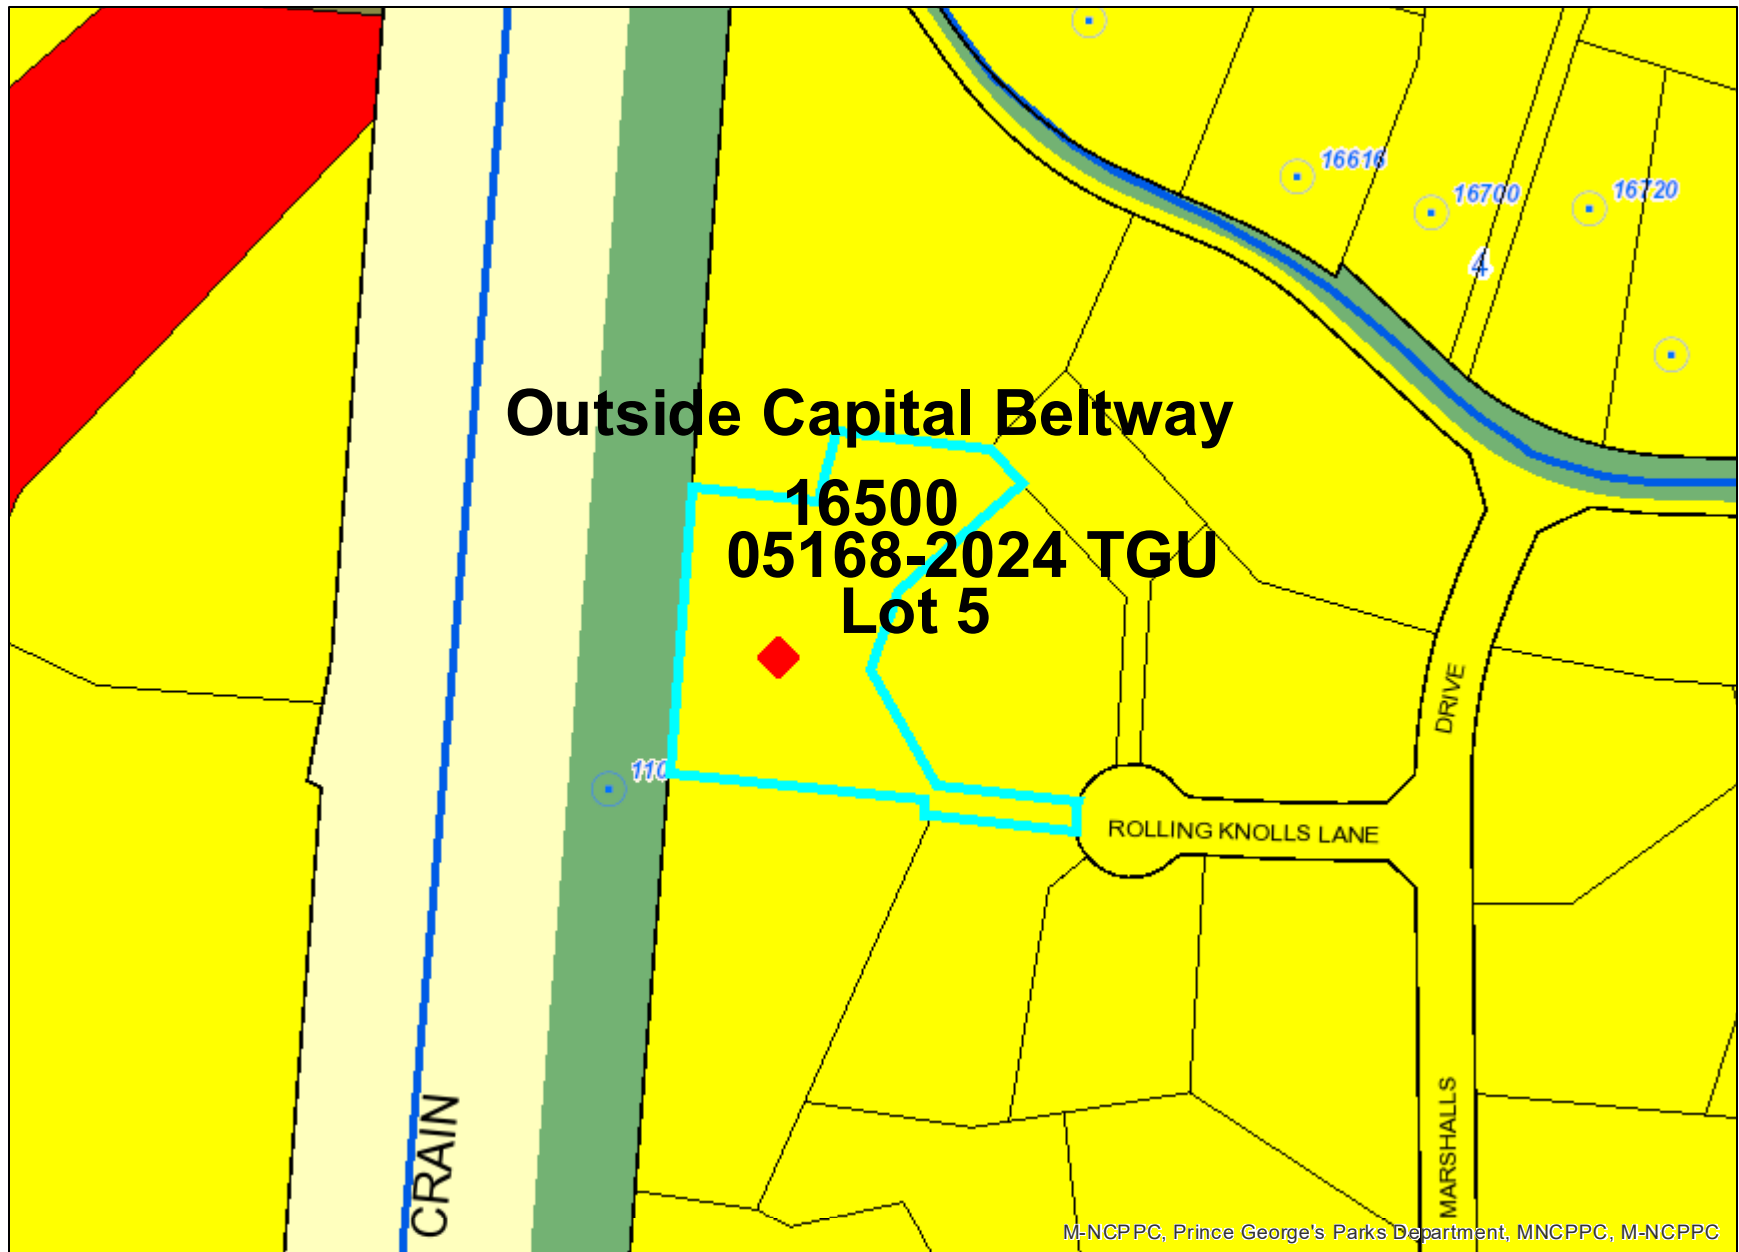 16616
16700
16720
4
Outside Capital Beltway
16500
05168-2024 TGU
Lot 5
DRIVE
110
ROLLING KNOLLS LANE
CRAIN
MARSHALLS
M-NCPPC, Prince George's Parks Department, MNCPPC, M-NCPPC